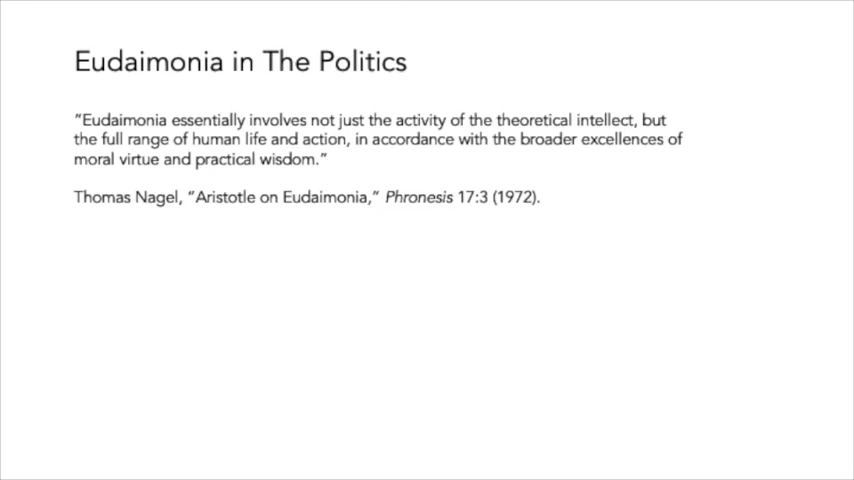 Eudaimonia in The Politics
“Eudaimonia essentially involves not just the activity of the theoretical intellect, but
the full range of human life and action, in accordance with the broader excellences of
moral virtue and practical wisdom.”
Thomas Nagel, “Aristotle on Eudaimonia,” Phronesis 17:3 (1972).